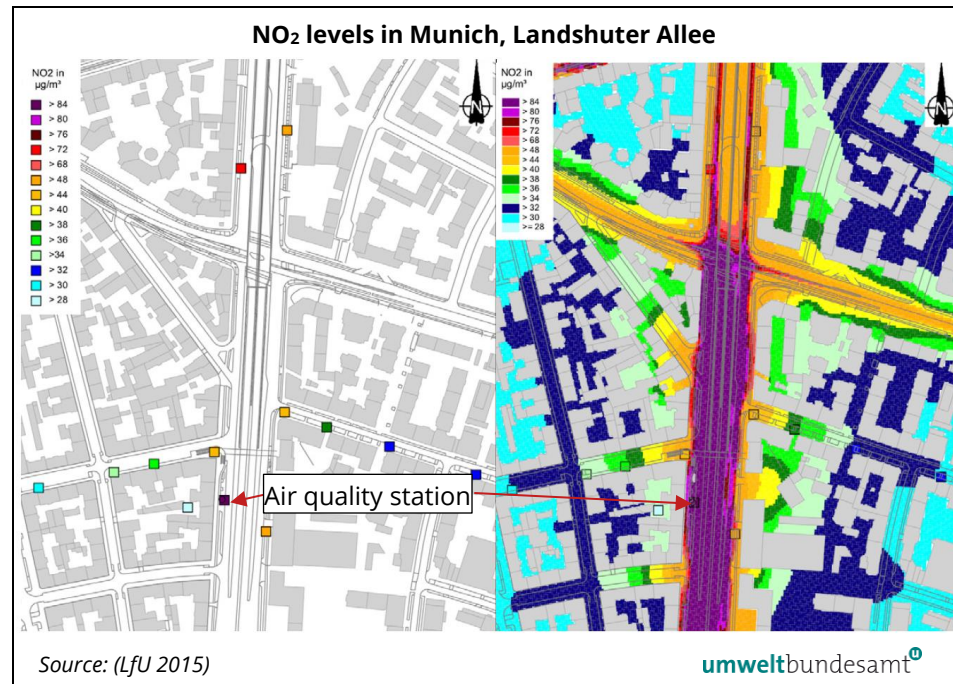 NO₂ levels in Munich, Landshuter Allee
NO2 in
µg/m³
> 84
> 80
> 76
> 72
> 68
> 48
> 44
> 40
> 38
> 36
>34
> 32
> 30
> 28
N
NO2 in
µg/m³
> 84
> 80
> 76
> 72
> 68
> 48
> 44
> 40
> 38
> 36
> 34
> 32
> 30
>= 28
N
Air quality station
Source: (LfU 2015)
umweltbundesamt
u